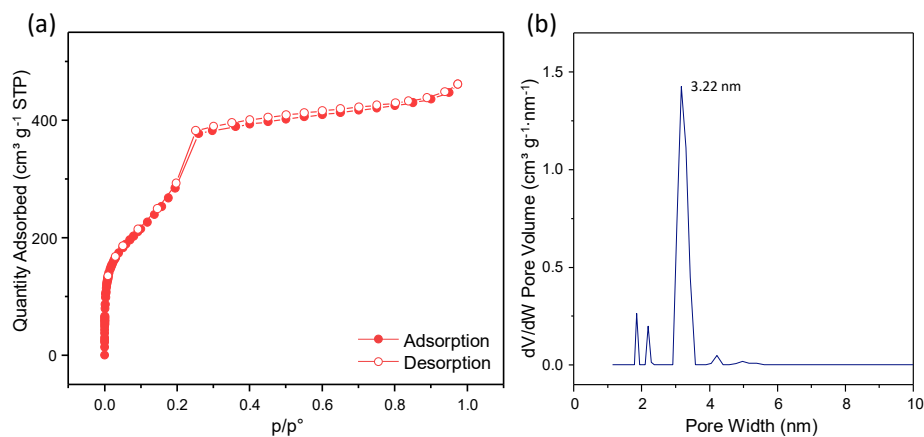 (a)
Quantity Adsorbed (cm³ g⁻¹ STP)
400
200
0
0.0 0.2 0.4 0.6 0.8 1.0
p/p°
Adsorption
Desorption
(b)
dV/dW Pore Volume (cm³ g⁻¹·nm⁻¹)
1.5
1.0
0.5
0.0
3.22 nm
0 2 4 6 8 10
Pore Width (nm)